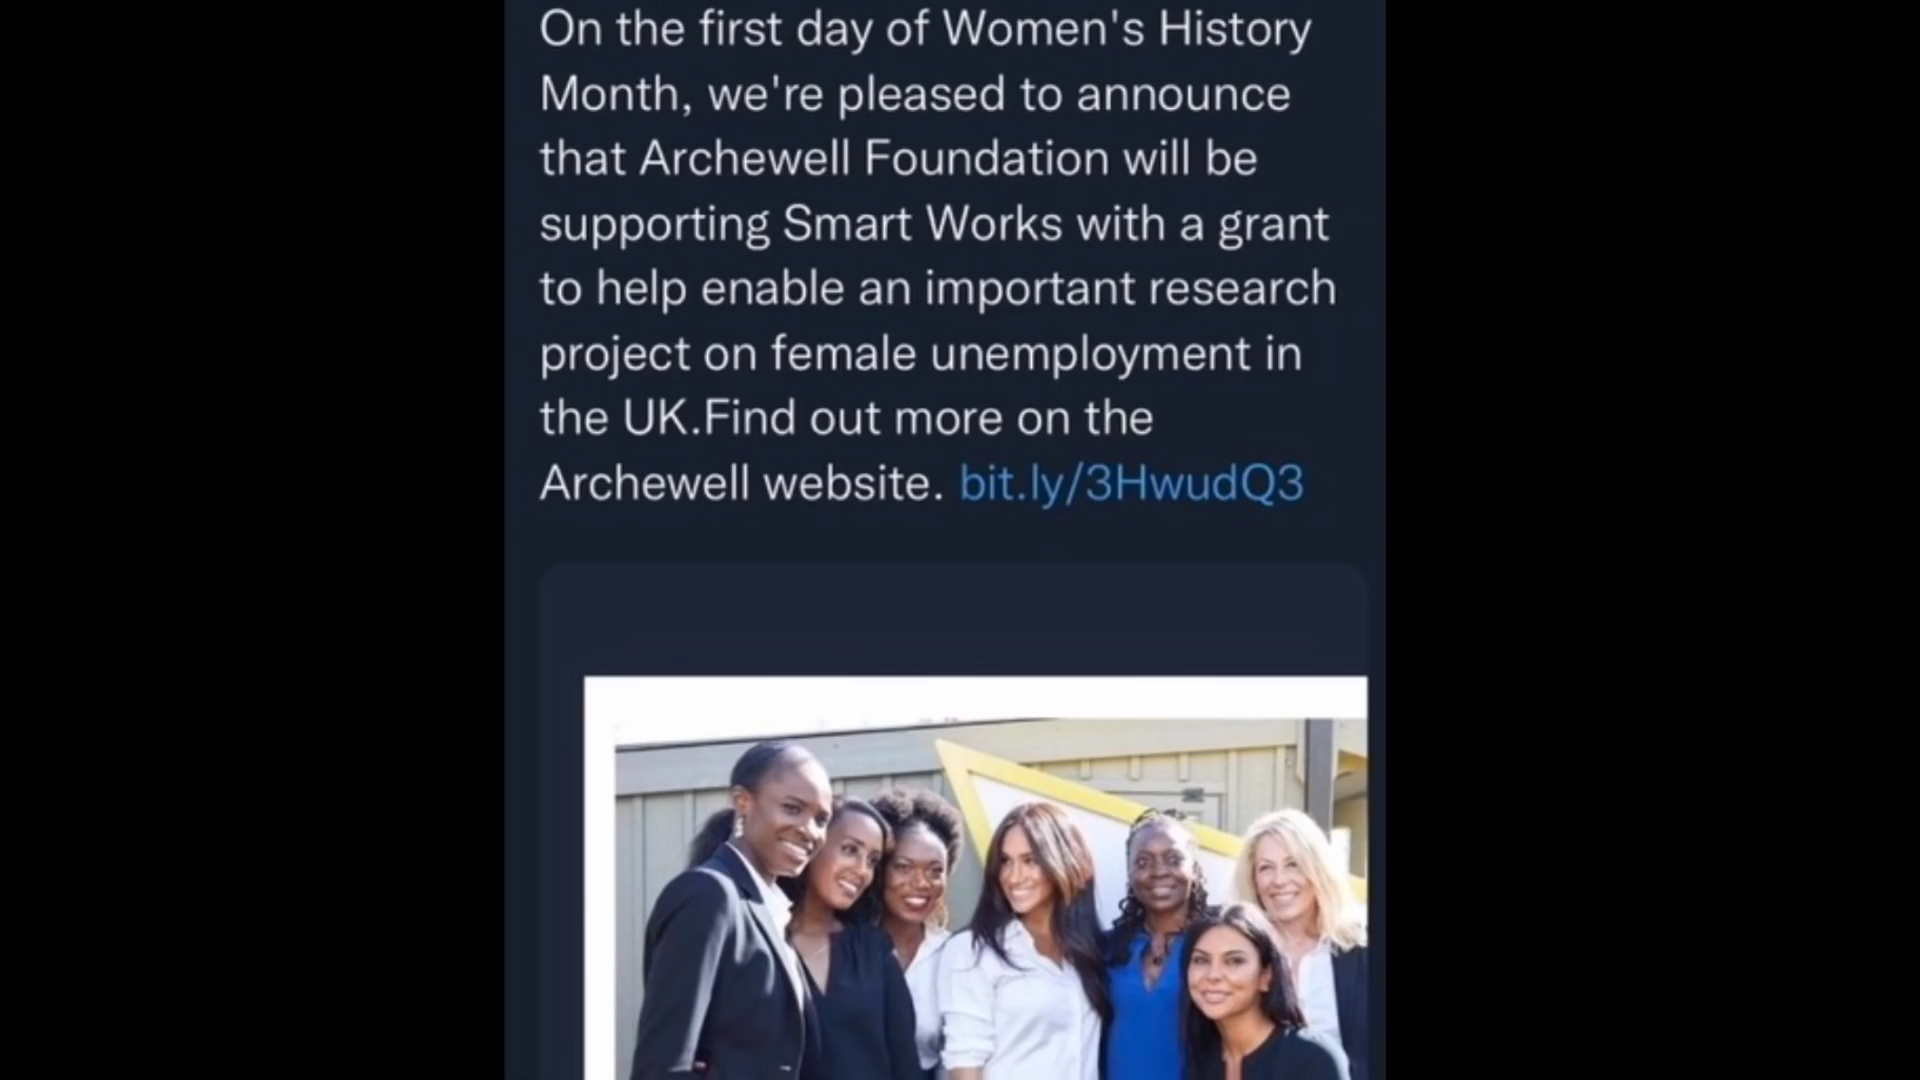 On the first day of Women's History
Month, we're pleased to announce
that Archewell Foundation will be
supporting Smart Works with a grant
to help enable an important research
project on female unemployment in
the UK.Find out more on the
Archewell website. bit.ly/3HwudQ3